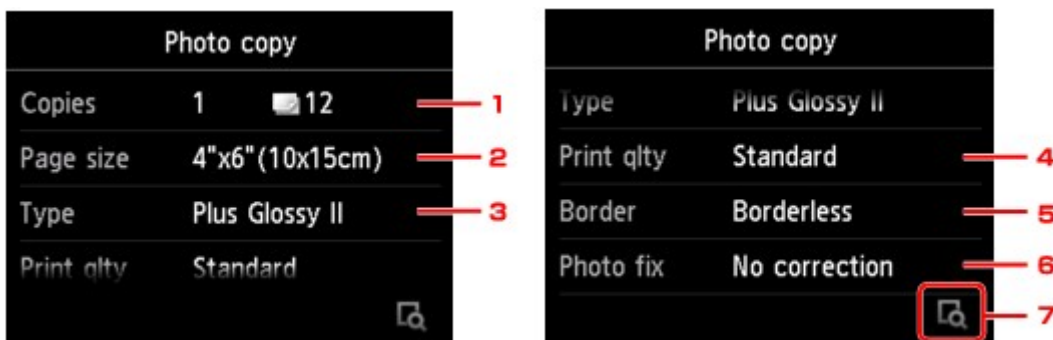 Photo copy
Copies 1 12 1
Page size 4"x6"(10x15cm) 2
Type Plus Glossy II 3
Print qlty Standard
Photo copy
Type Plus Glossy II
Print qlty Standard 4
Border Borderless 5
Photo fix No correction 6
7